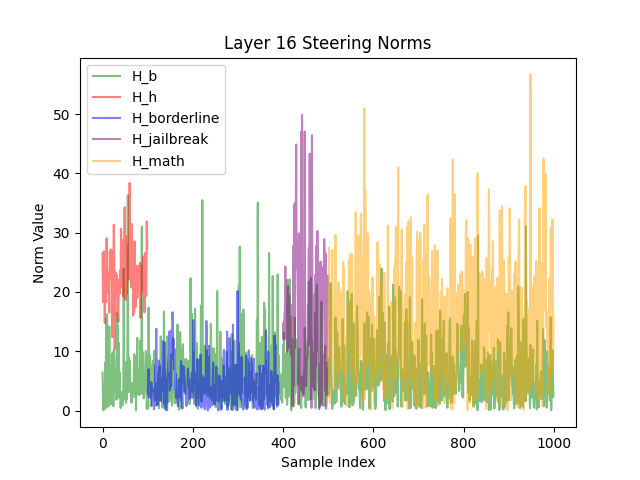 Layer 16 Steering Norms
H_b
H_h
H_borderline
H_jailbreak
H_math
Norm Value
50
40
30
20
10
0
0 200 400 600 800 1000
Sample Index